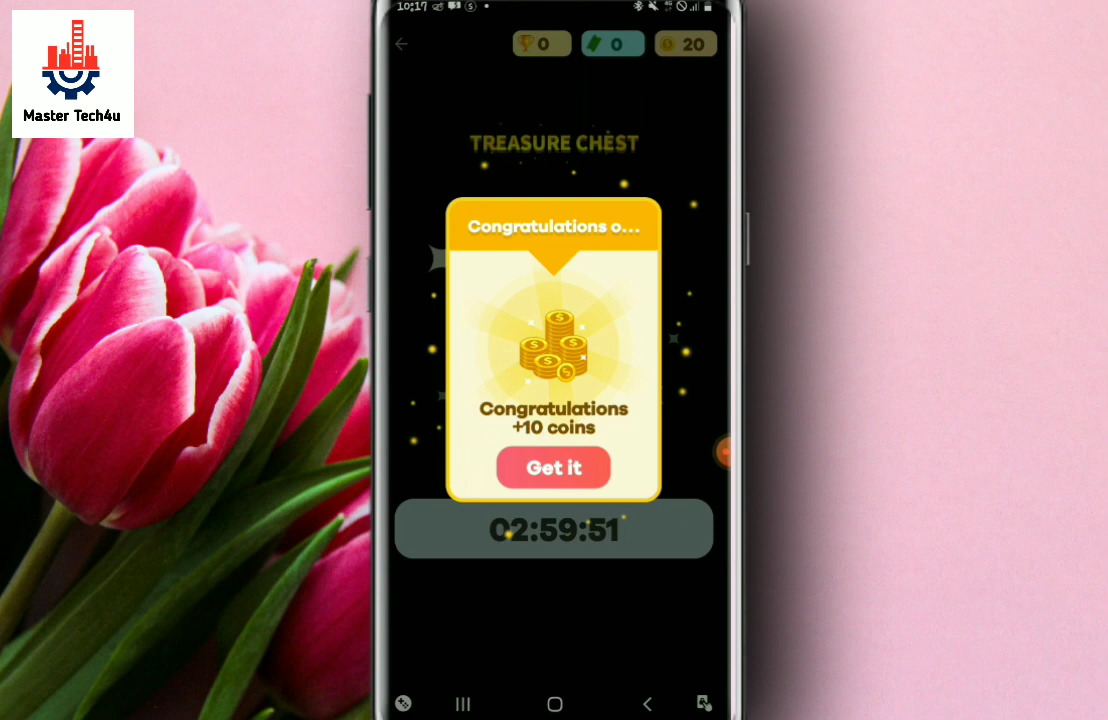 Master Tech4u
10:17
0
0
20
TREASURE CHEST
Congratulations o...
Congratulations
+10 coins
Get it
02:59:51